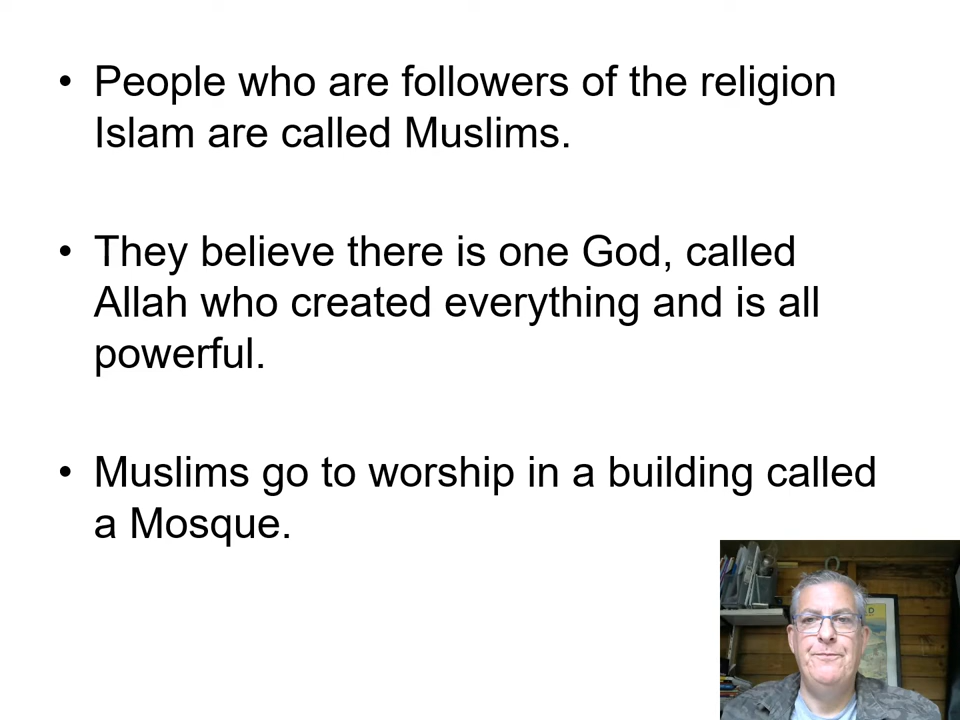 • People who are followers of the religion
Islam are called Muslims.
• They believe there is one God, called
Allah who created everything and is all
powerful.
• Muslims go to worship in a building called
a Mosque.
D